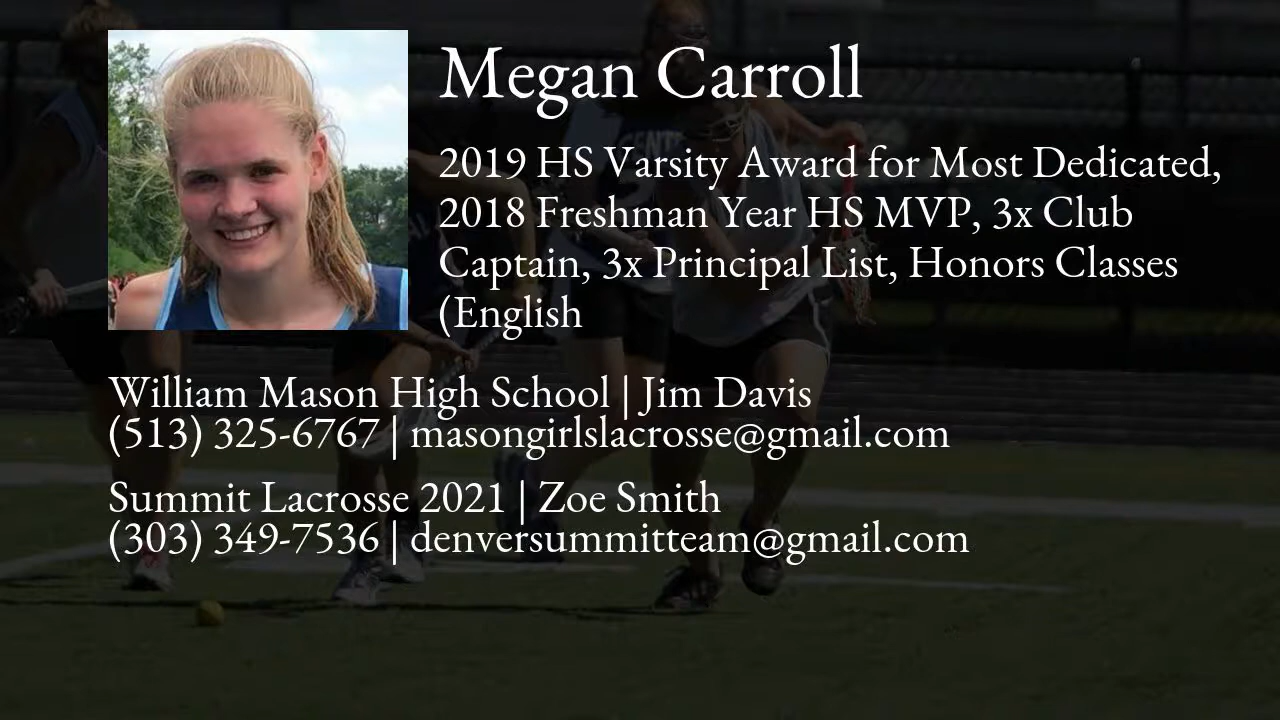 Megan Carroll
2019 HS Varsity Award for Most Dedicated,
2018 Freshman Year HS MVP, 3x Club
Captain, 3x Principal List, Honors Classes
(English
William Mason High School | Jim Davis
(513) 325-6767 | masongirlslacrosse@gmail.com
Summit Lacrosse 2021 | Zoe Smith
(303) 349-7536 | denversummitteam@gmail.com